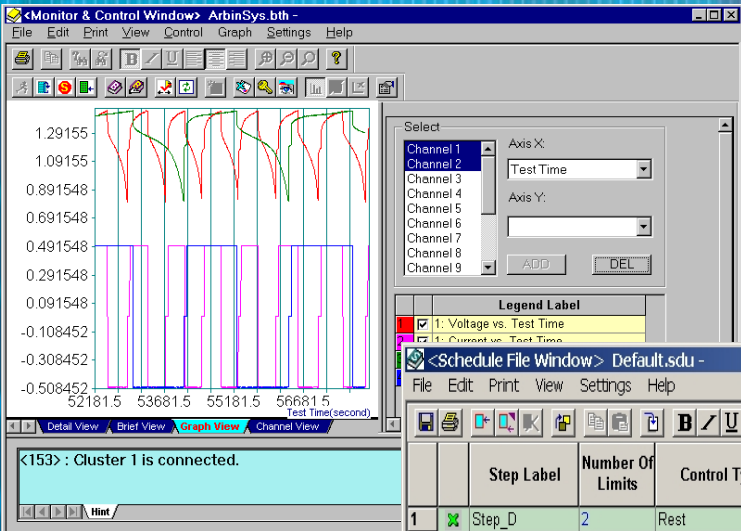 <Monitor & Control Window> ArbinSys.bth -
File Edit Print View Control Graph Settings Help
B I U
Select
Channel 1
Channel 2
Channel 3
Channel 4
Channel 5
Channel 6
Channel 7
Channel 8
Channel 9
Axis X:
Test Time
Axis Y:
ADD DEL
1.29155
1.09155
0.891548
0.691548
0.491548
0.291548
0.091548
-0.108452
-0.308452
-0.508452
52181.5 53681.5 55181.5 56681.5
Test Time(second)
Legend Label
1 1: Voltage vs. Test Time
2 1: Current vs. Test Time
Detail View Brief View Graph View Channel View
<153> : Cluster 1 is connected.
Hint
<Schedule File Window> Default.sdu -
File Edit Print View Settings Help
B I U
Step Label Number Of Limits Control
1 Step_D 2 Rest